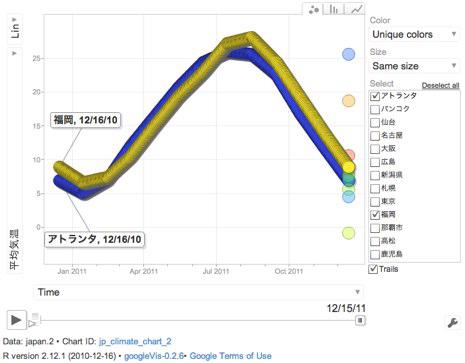 Lin
平均気温
25
20
15
10
5
0
福岡, 12/16/10
アトランタ, 12/16/10
Jan 2011
Apr 2011
Jul 2011
Oct 2011
Time
12/15/11
Color
Unique colors
Size
Same size
Select
Deselect all
アトランタ
バンコク
仙台
名古屋
大阪
広島
新潟県
札幌
東京
福岡
那覇市
高松
鹿児島
Trails
Data: japan.2 • Chart ID: jp_climate_chart_2
R version 2.12.1 (2010-12-16) • googleVis-0.2.6• Google Terms of Use